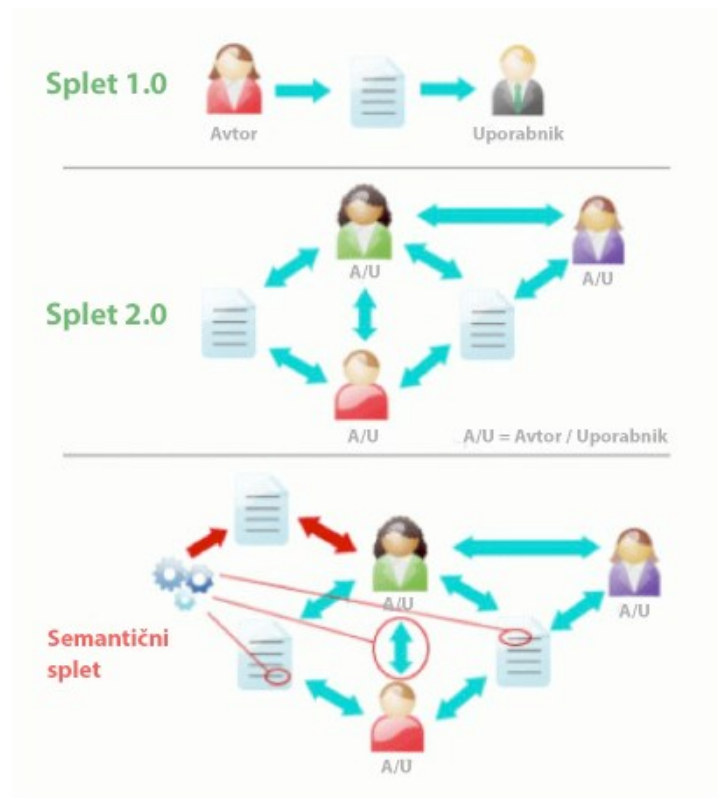 Splet 1.0
Avtor
Uporabnik
A/U
A/U
Splet 2.0
A/U
A/U = Avtor / Uporabnik
A/U
A/U
Semantični
splet
A/U